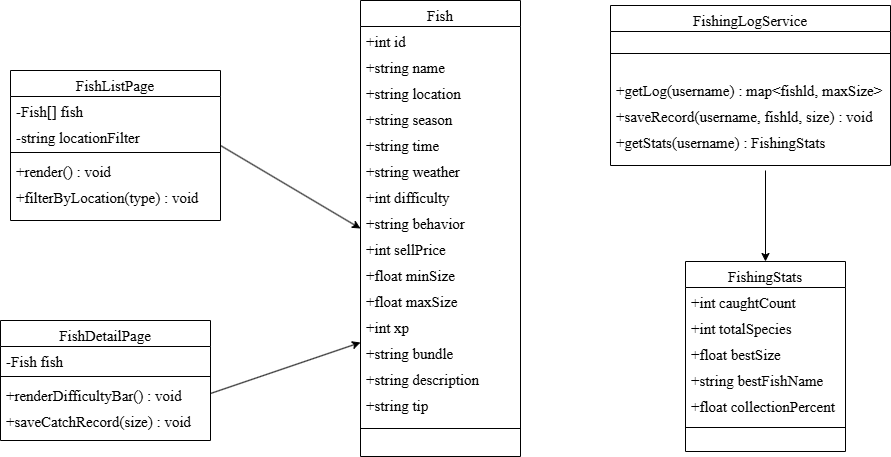 FishListPage
-Fish[] fish
-string locationFilter
+render() : void
+filterByLocation(type) : void
FishDetailPage
-Fish fish
+renderDifficultyBar() : void
+saveCatchRecord(size) : void
Fish
+int id
+string name
+string location
+string season
+string time
+string weather
+int difficulty
+string behavior
+int sellPrice
+float minSize
+float maxSize
+int xp
+string bundle
+string description
+string tip
FishingLogService
+getLog(username) : map<fishId, maxSize>
+saveRecord(username, fishId, size) : void
+getStats(username) : FishingStats
FishingStats
+int caughtCount
+int totalSpecies
+float bestSize
+string bestFishName
+float collectionPercent